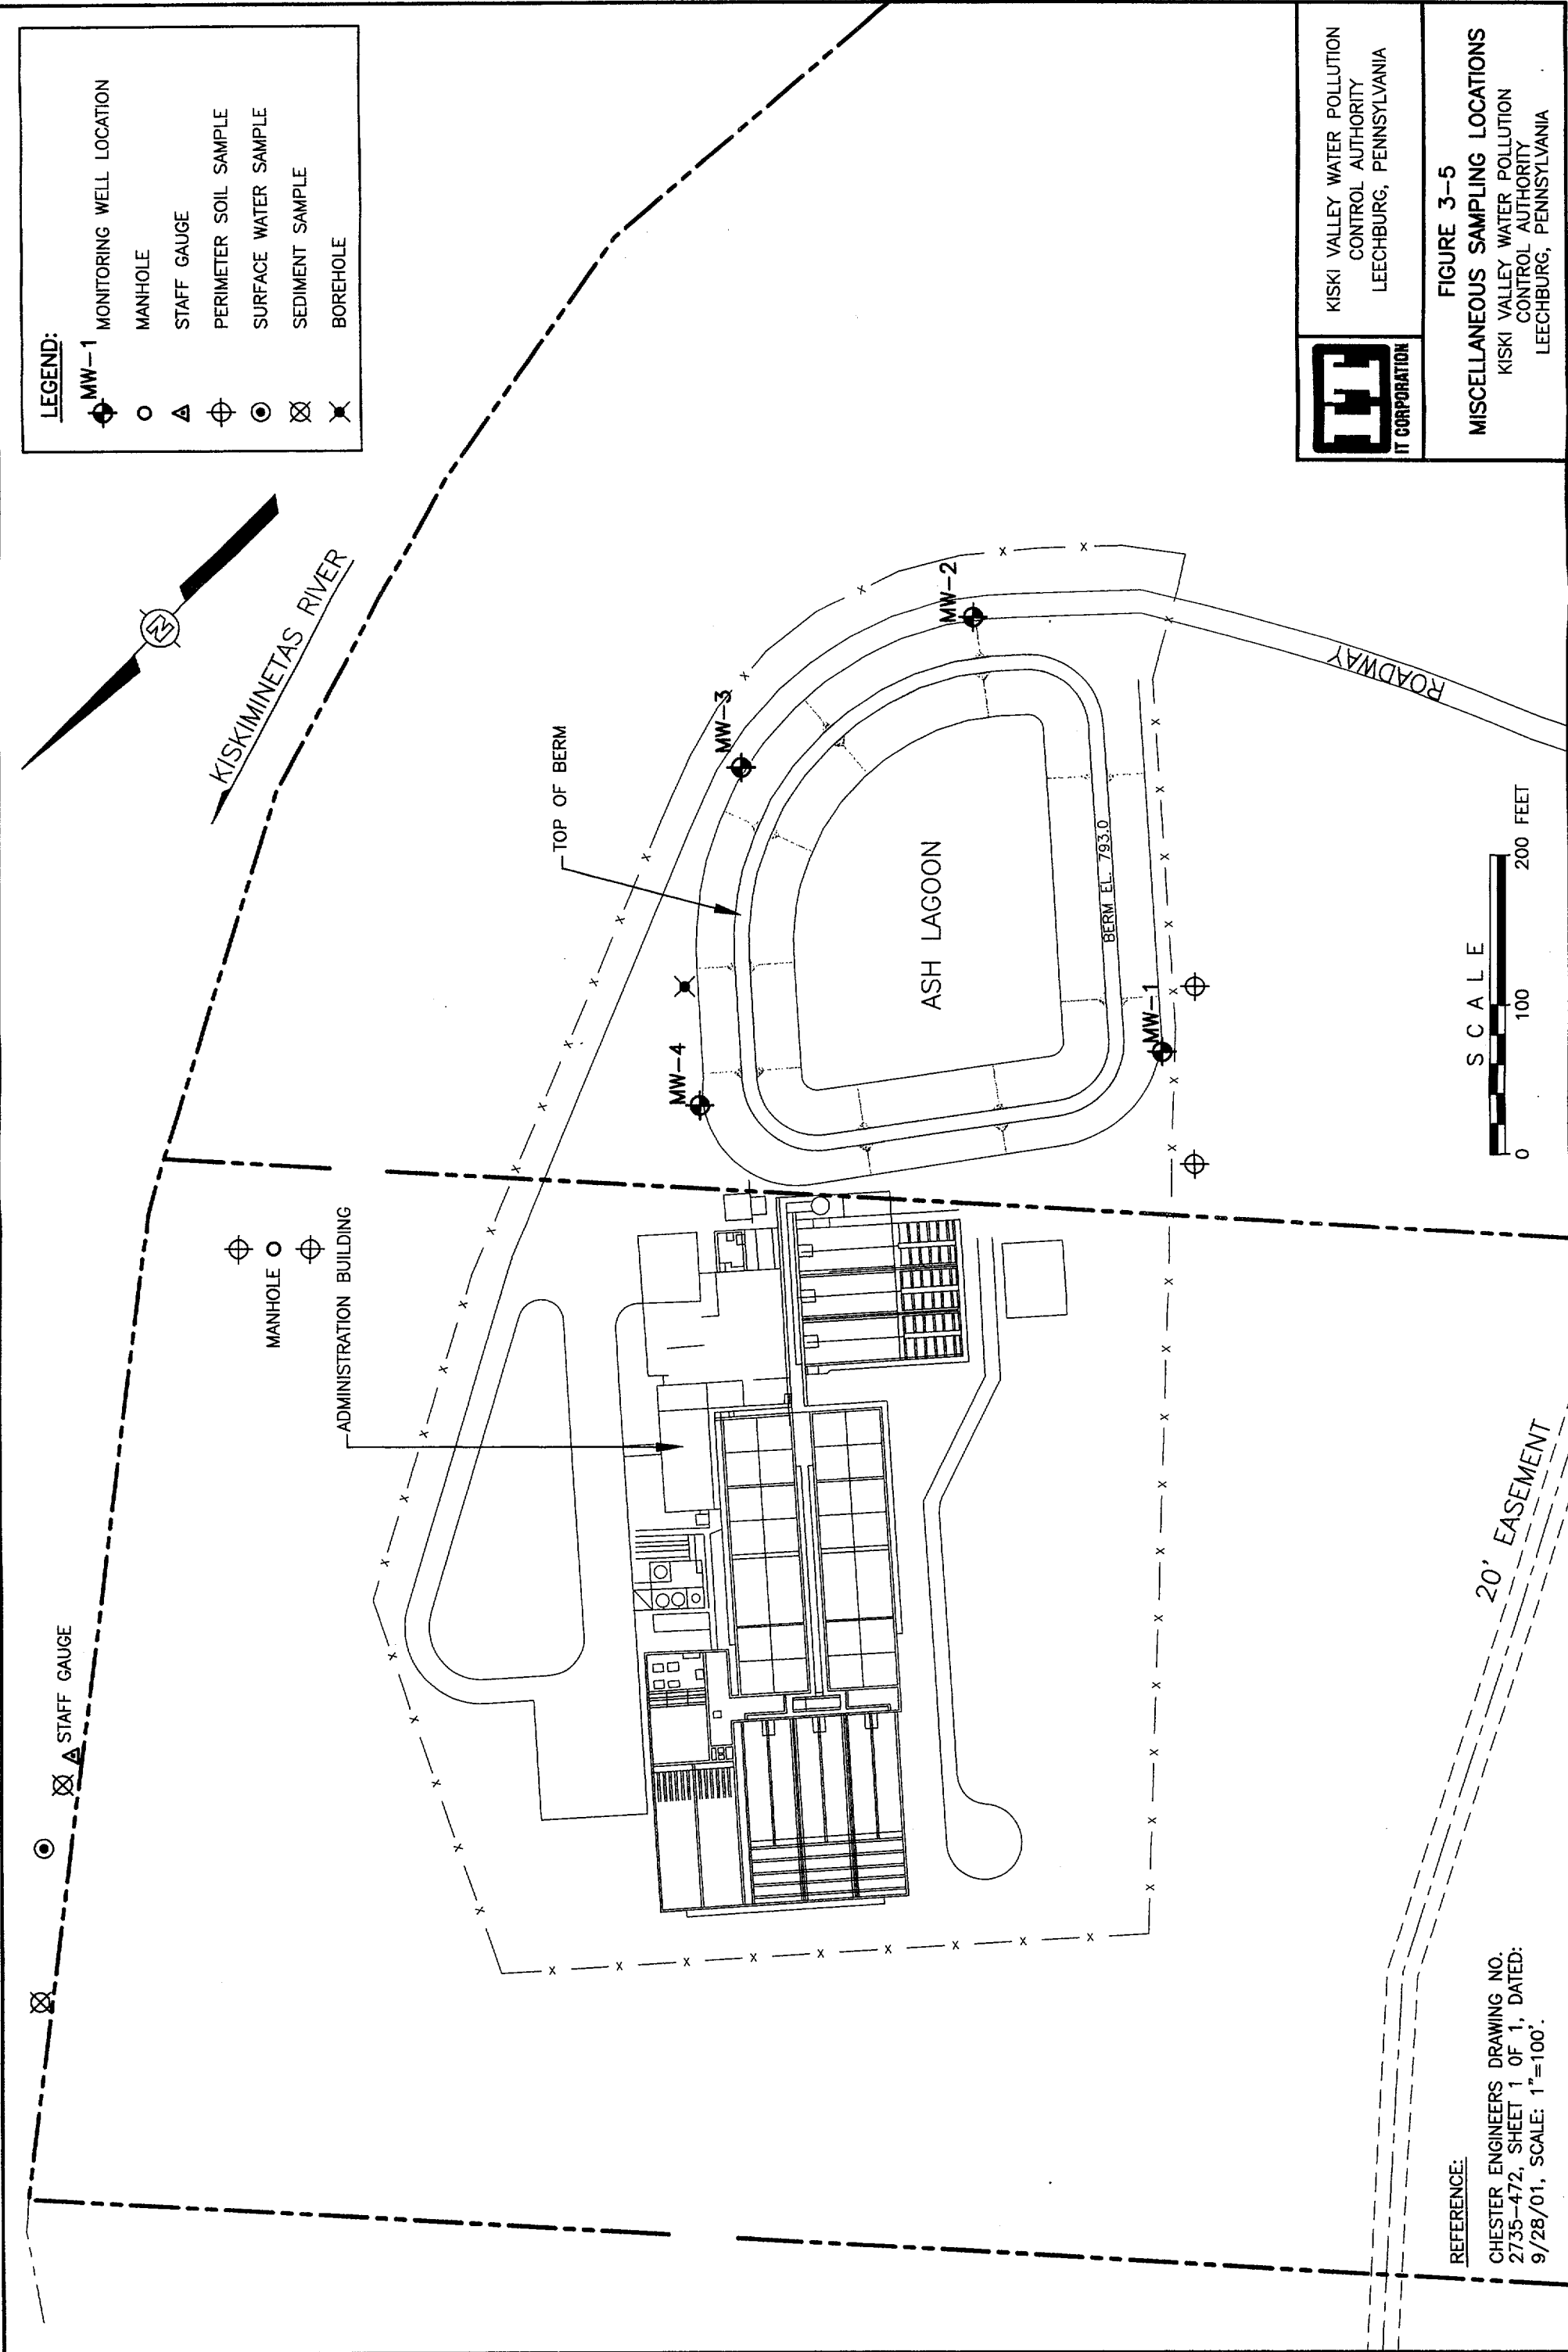 LEGEND:
MW-1
MONITORING WELL LOCATION
MANHOLE
STAFF GAUGE
PERIMETER SOIL SAMPLE
SURFACE WATER SAMPLE
SEDIMENT SAMPLE
BOREHOLE
N
KISKIMINETAS RIVER
STAFF GAUGE
MANHOLE
ADMINISTRATION BUILDING
TOP OF BERM
MW-4
MW-3
MW-2
MW-1
ASH LAGOON
BERM EL. 793.0
ROADWAY
20' EASEMENT
SCALE
0
100
200 FEET
REFERENCE:
CHESTER ENGINEERS DRAWING NO.
2735-472, SHEET 1 OF 1, DATED:
9/28/01, SCALE: 1"=100'.
IT CORPORATION
KISKI VALLEY WATER POLLUTION
CONTROL AUTHORITY
LEECHBURG, PENNSYLVANIA
FIGURE 3-5
MISCELLANEOUS SAMPLING LOCATIONS
KISKI VALLEY WATER POLLUTION
CONTROL AUTHORITY
LEECHBURG, PENNSYLVANIA